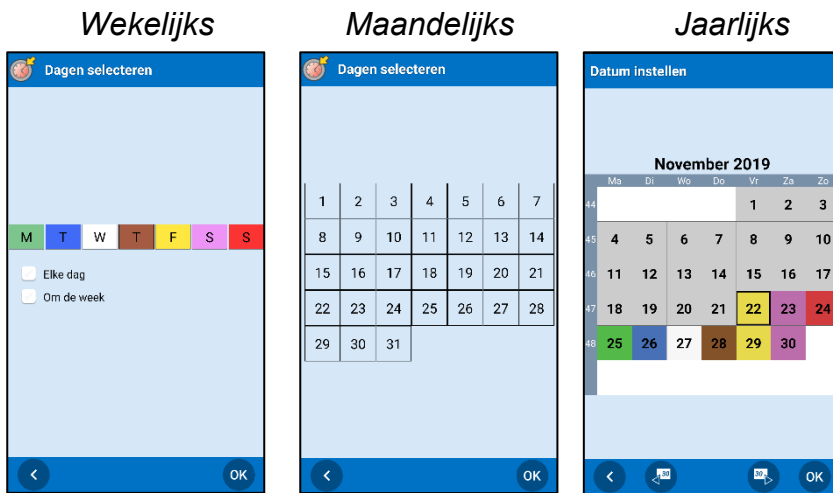 Wekelijks
Maandelijks
Jaarlijks
Dagen selecteren
M T W T F S S
Elke dag
Om de week
OK
Dagen selecteren
1 2 3 4 5 6 7
8 9 10 11 12 13 14
15 16 17 18 19 20 21
22 23 24 25 26 27 28
29 30 31
OK
Datum instellen
November 2019
Ma Di Wo Do Vr Za Zo
44 1 2 3
45 4 5 6 7 8 9 10
46 11 12 13 14 15 16 17
47 18 19 20 21 22 23 24
48 25 26 27 28 29 30
30 30 OK